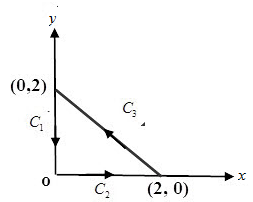 y
(0,2)
C₃
C₁
o
C₂
(2, 0)
x